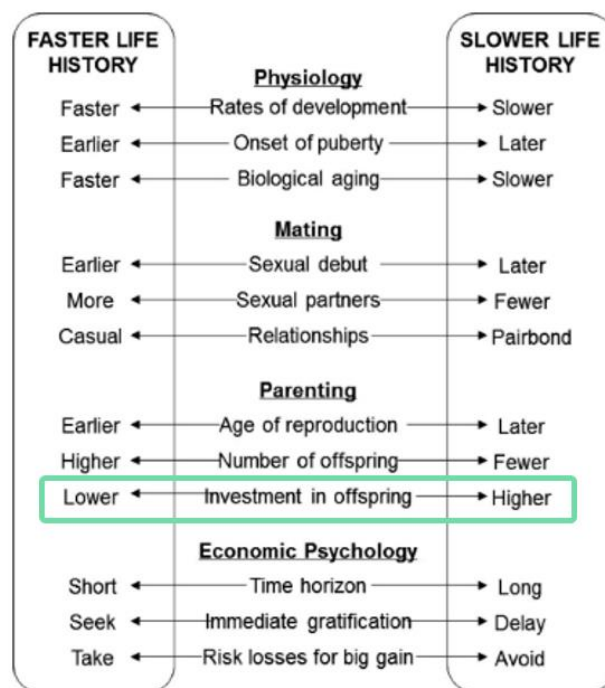 FASTER LIFE HISTORY SLOWER LIFE HISTORY
Physiology
Faster Rates of development Slower
Earlier Onset of puberty Later
Faster Biological aging Slower
Mating
Earlier Sexual debut Later
More Sexual partners Fewer
Casual Relationships Pairbond
Parenting
Earlier Age of reproduction Later
Higher Number of offspring Fewer
Lower Investment in offspring Higher
Economic Psychology
Short Time horizon Long
Seek Immediate gratification Delay
Take Risk losses for big gain Avoid